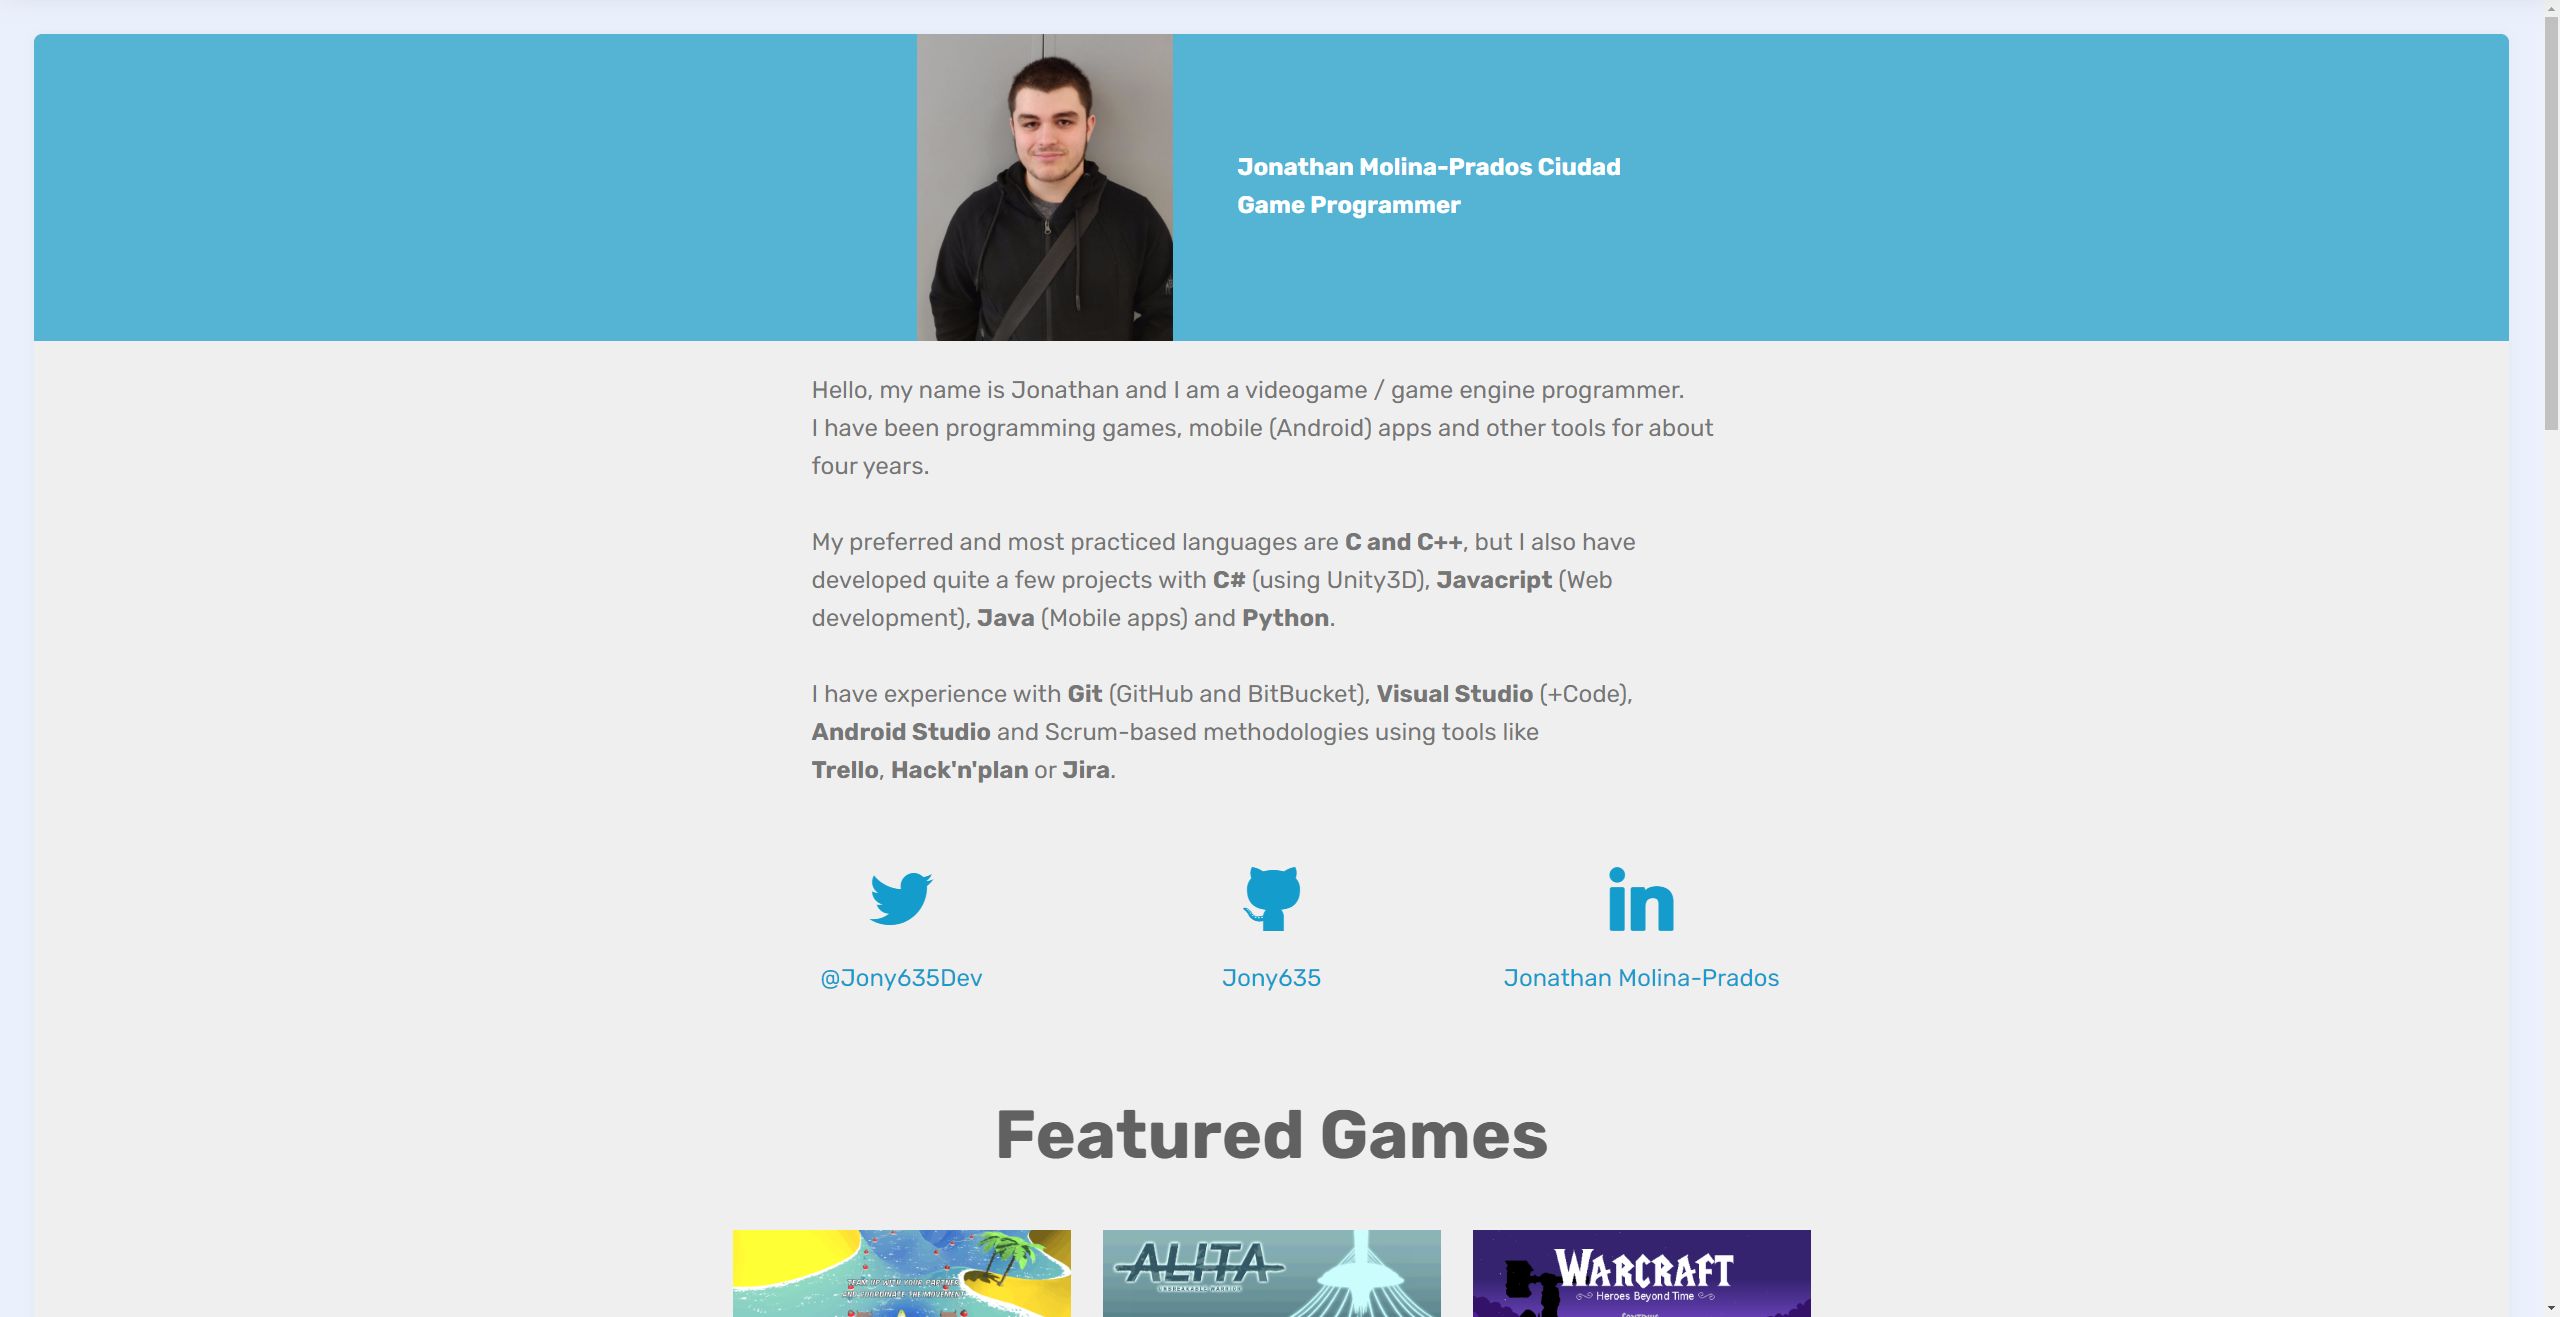 Jonathan Molina-Prados Ciudad
Game Programmer
Hello, my name is Jonathan and I am a videogame / game engine programmer.
I have been programming games, mobile (Android) apps and other tools for about
four years.
My preferred and most practiced languages are C and C++, but I also have
developed quite a few projects with C# (using Unity3D), Javacript (Web
development), Java (Mobile apps) and Python.
I have experience with Git (GitHub and BitBucket), Visual Studio (+Code),
Android Studio and Scrum-based methodologies using tools like
Trello, Hack'n'plan or Jira.
in
@Jony635Dev
Jony635
Jonathan Molina-Prados
Featured Games
TEAM UP WITH YOUR PARTNER
AND COORDINATE THE MOVEMENT
ALITA
UNBREAKABLE WARRIOR
WARCRAFT
Heroes Beyond Time